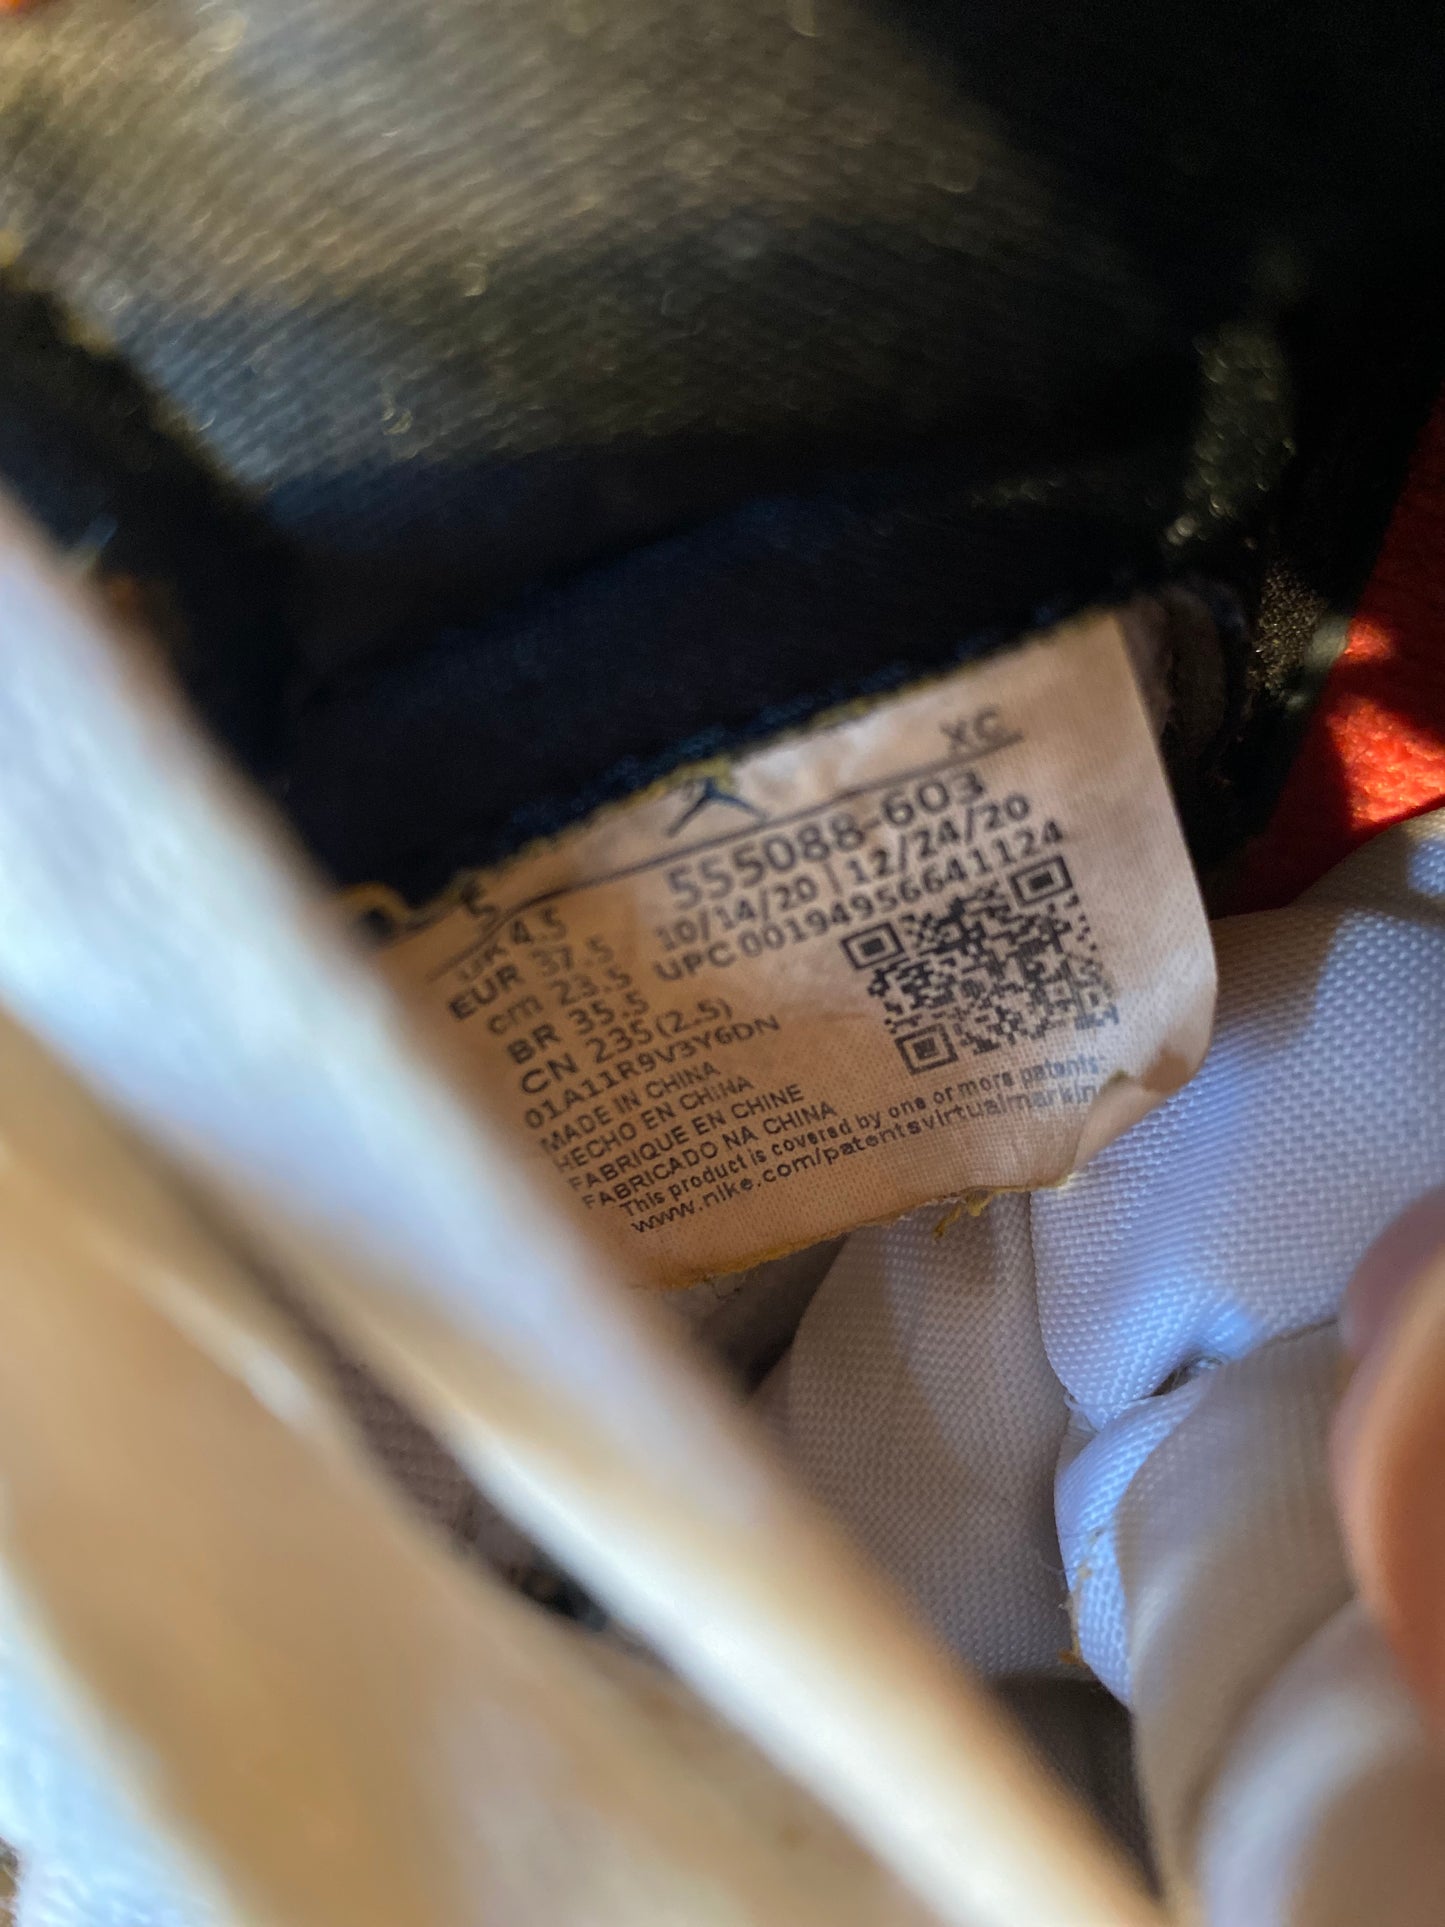 XC
5
555088-603
10/14/20 | 12/24/20
UPC 00194956641124
UK 4.5
EUR 37.5
cm 23.5
BR 35.5
CN 235(2.5)
01A11R9V3Y6DN
MADE IN CHINA
HECHO EN CHINA
FABRIQUE EN CHINE
FABRICADO NA CHINA
This product is covered by one or more patents.
www.nike.com/patentsvirtualmarkin